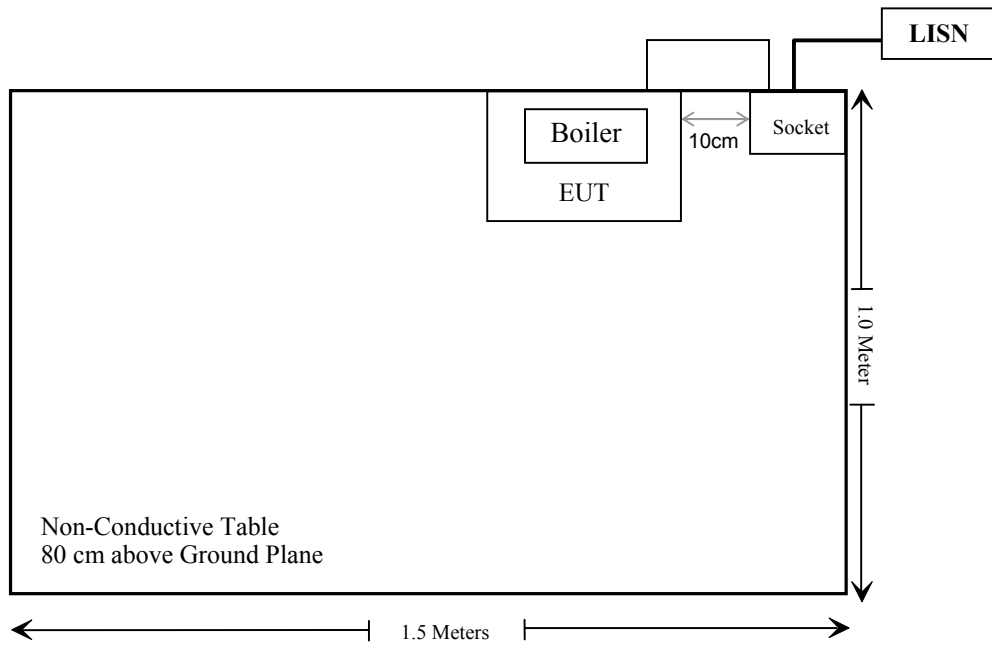 LISN
Boiler
Socket
10cm
EUT
1.0 Meter
Non-Conductive Table
80 cm above Ground Plane
1.5 Meters